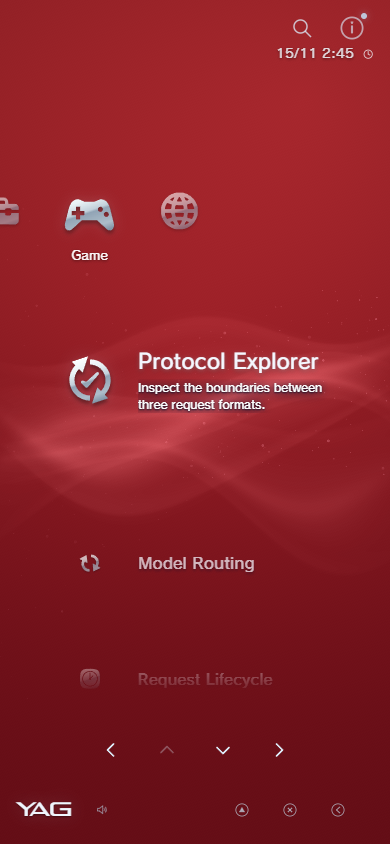 15/11 2:45
Game
Protocol Explorer
Inspect the boundaries between
three request formats.
Model Routing
Request Lifecycle
YAG